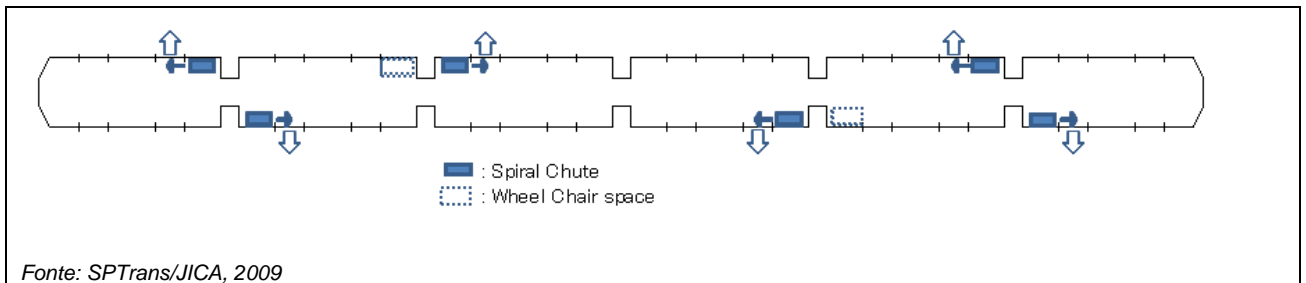 : Spiral Chute
: Wheel Chair space
Fonte: SPTrans/JICA, 2009